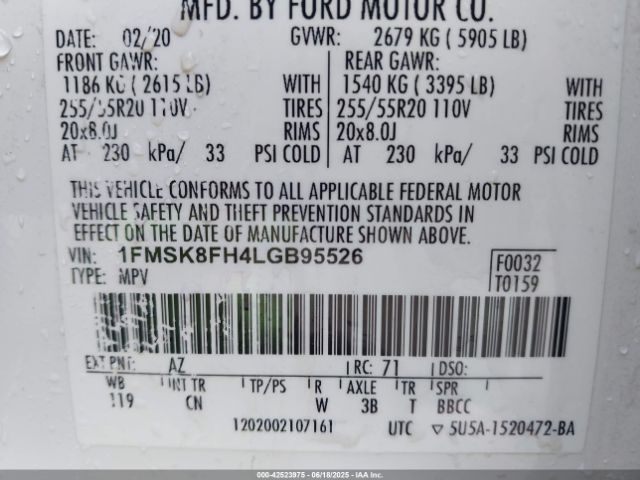 MFD. BY FORD MOTOR CO.
DATE: 02/20 GVWR: 2679 KG ( 5905 LB)
FRONT GAWR: REAR GAWR:
1186 KG ( 2615 LB) WITH 1540 KG ( 3395 LB) WITH
255/55R20 110V TIRES 255/55R20 110V TIRES
20x8.0J RIMS 20x8.0J RIMS
AT 230 kPa/ 33 PSI COLD AT 230 kPa/ 33 PSI COLD
THIS VEHICLE CONFORMS TO ALL APPLICABLE FEDERAL MOTOR
VEHICLE SAFETY AND THEFT PREVENTION STANDARDS IN
EFFECT ON THE DATE OF MANUFACTURE SHOWN ABOVE.
VIN: 1FMSK8FH4LGB95526 F0032
TYPE: MPV T0159
EXT PNT: AZ RC: 71 DSO:
WB INT TR TP/PS R AXLE TR SPR
119 CN W 3B T BBCC
1202002107161 UTC ▽ 5U5A-1520472-BA
000-42523975 - 06/18/2025 - IAAI.COM